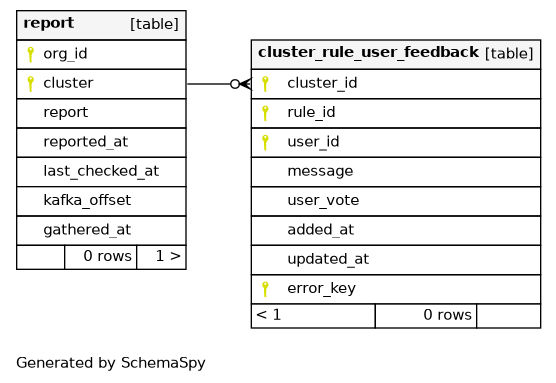 report [table]
org_id
cluster
report
reported_at
last_checked_at
kafka_offset
gathered_at
0 rows 1 >
cluster_rule_user_feedback [table]
cluster_id
rule_id
user_id
message
user_vote
added_at
updated_at
error_key
< 1 0 rows
Generated by SchemaSpy